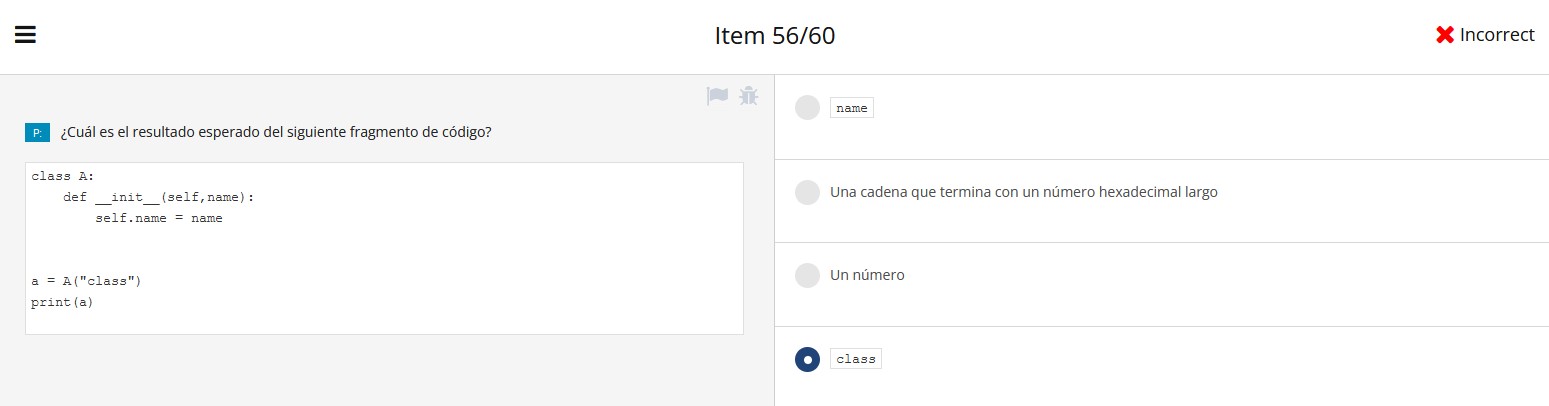 Item 56/60
Incorrect
P: ¿Cuál es el resultado esperado del siguiente fragmento de código?
class A:
    def __init__(self,name):
        self.name = name
a = A("class")
print(a)
name
Una cadena que termina con un número hexadecimal largo
Un número
class